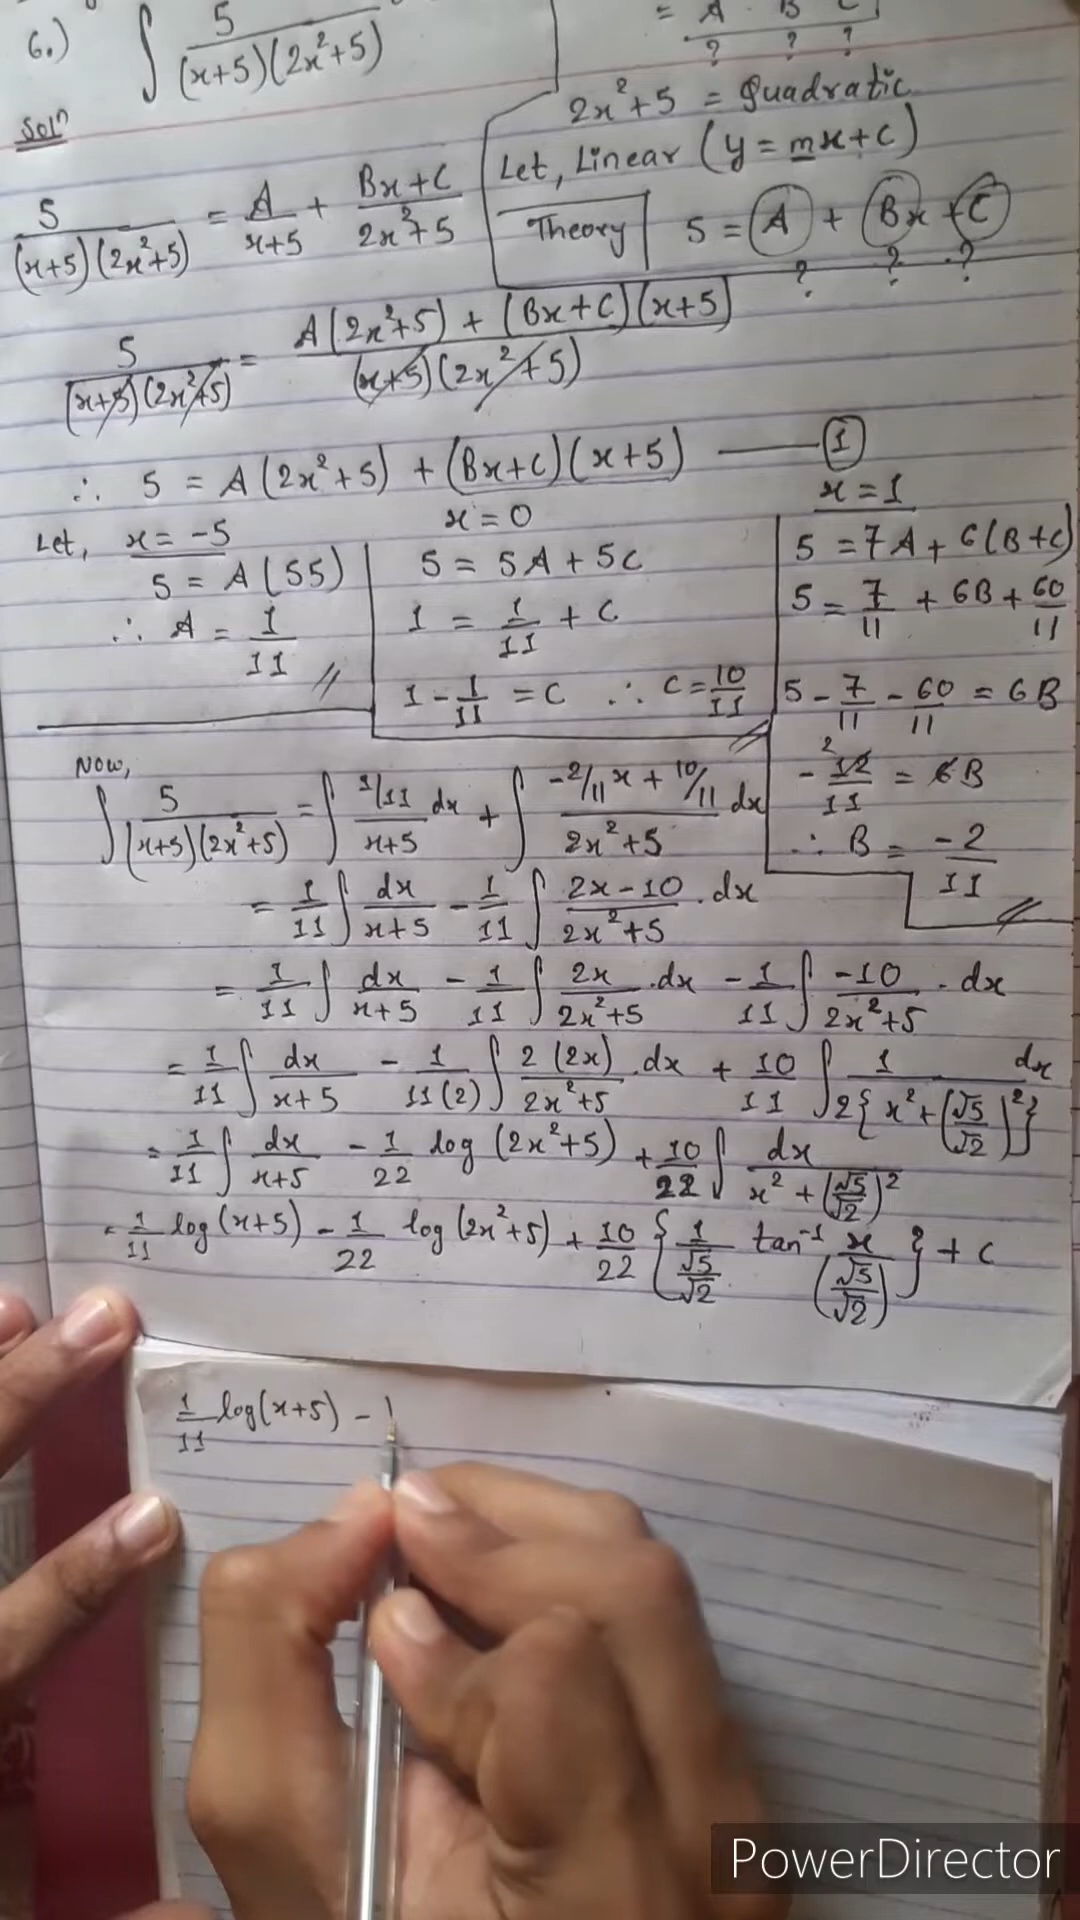 6.) ∫ 5/(x+5)(2x²+5)
= A B C
? ? ?
2x²+5 = Quadratic
Let, Linear (y = mx+c)
Theory 5 = A + Bx + C
? ? ?
Solⁿ
5/(x+5)(2x²+5) = A/x+5 + Bx+C/2x²+5
5/(x+5)(2x²+5) = A(2x²+5) + (Bx+C)(x+5)/(x+5)(2x²+5)
∴ 5 = A(2x²+5) + (Bx+C)(x+5) — 1
Let, x = -5
5 = A(55)
∴ A = 1/11
x = 0
5 = 5A + 5C
1 = 1/11 + C
1 - 1/11 = C ∴ C = 10/11
x = 1
5 = 7A + 6(B+C)
5 = 7/11 + 6B + 60/11
5 - 7/11 - 60/11 = 6B
2
- 12/11 = 6B
∴ B = -2/11
Now,
∫ 5/(x+5)(2x²+5) = ∫ 1/11/x+5 dx + ∫ -2/11 x + 10/11/2x²+5 dx
= 1/11 ∫ dx/x+5 - 1/11 ∫ 2x-10/2x²+5 . dx
= 1/11 ∫ dx/x+5 - 1/11 ∫ 2x/2x²+5 . dx - 1/11 ∫ -10/2x²+5 . dx
= 1/11 ∫ dx/x+5 - 1/11(2) ∫ 2(2x)/2x²+5 . dx + 10/11 ∫ 1/2{x²+(√5/√2)²} dx
= 1/11 ∫ dx/x+5 - 1/22 log(2x²+5) + 10/22 ∫ dx/x²+(√5/√2)²
= 1/11 log(x+5) - 1/22 log(2x²+5) + 10/22 {1/√5/√2 tan⁻¹ x/(√5/√2)} + C
1/11 log(x+5) - 1
PowerDirector